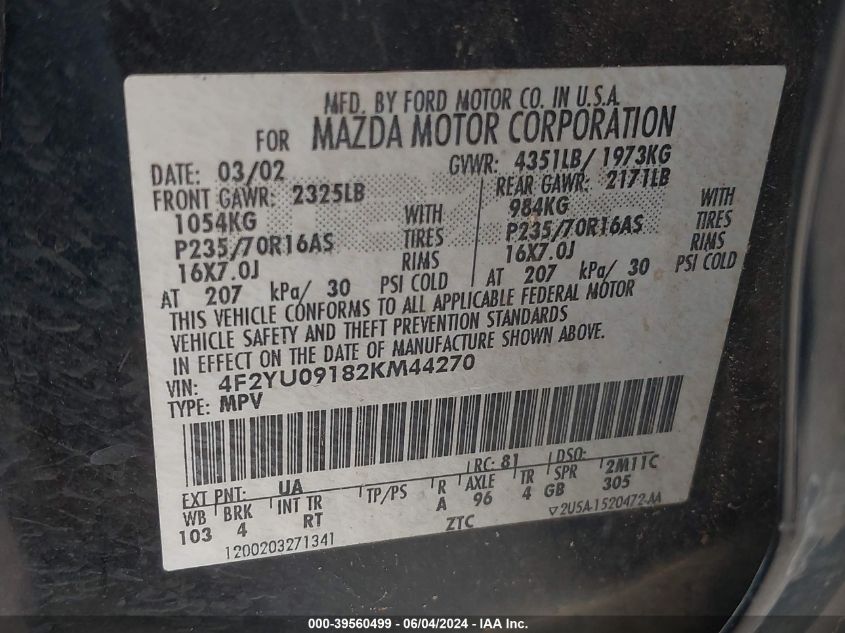 MFD. BY FORD MOTOR CO. IN U.S.A.
FOR MAZDA MOTOR CORPORATION
DATE: 03/02 GVWR: 4351LB/ 1973KG
FRONT GAWR: 2325LB REAR GAWR: 2171LB
1054KG WITH 984KG WITH
P235/70R16AS TIRES P235/70R16AS TIRES
16X7.0J RIMS 16X7.0J RIMS
AT 207 kPa/ 30 PSI COLD AT 207 kPa/ 30 PSI COLD
THIS VEHICLE CONFORMS TO ALL APPLICABLE FEDERAL MOTOR
VEHICLE SAFETY AND THEFT PREVENTION STANDARDS
IN EFFECT ON THE DATE OF MANUFACTURE SHOWN ABOVE.
VIN: 4F2YU09182KM44270
TYPE: MPV
EXT PNT: UA RC: 81 DSO:
WB BRK INT TR TP/PS R AXLE TR SPR 2M11C
103 4 RT A 96 4 GB 305
1200203271341 ZTC ▽2U5A-1520472-AA
000-39560499 - 06/04/2024 - IAA Inc.